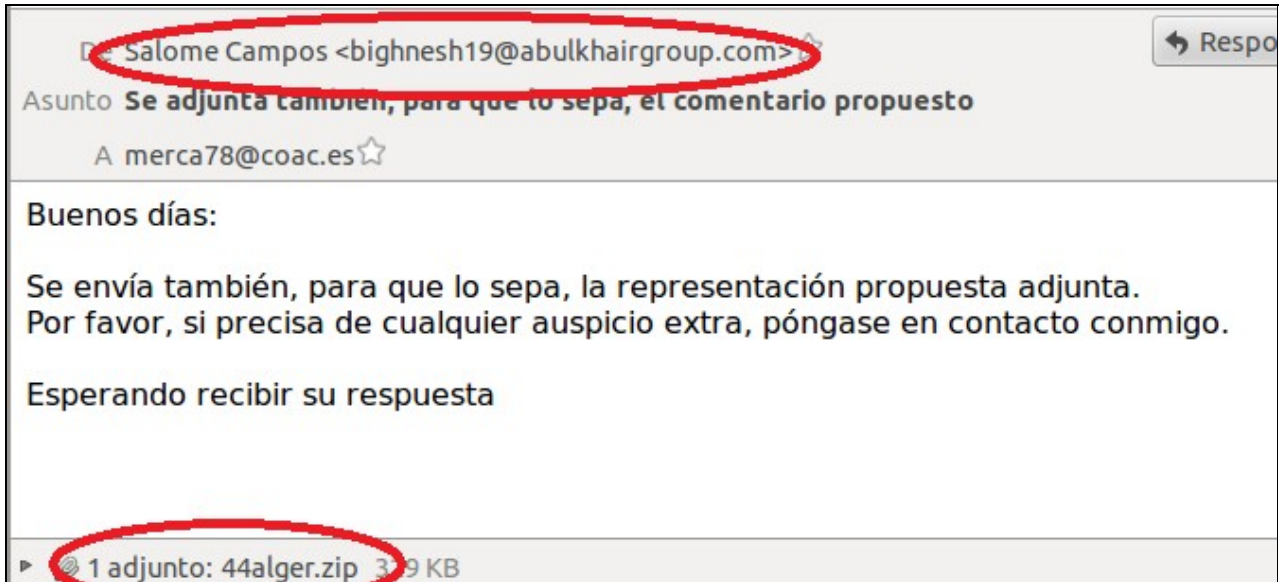 De Salome Campos <bighnesh19@abulkhairgroup.com>
Respo
Asunto Se adjunta también, para que lo sepa, el comentario propuesto
A merca78@coac.es
Buenos días:
Se envía también, para que lo sepa, la representación propuesta adjunta.
Por favor, si precisa de cualquier auspicio extra, póngase en contacto conmigo.
Esperando recibir su respuesta
1 adjunto: 44alger.zip KB